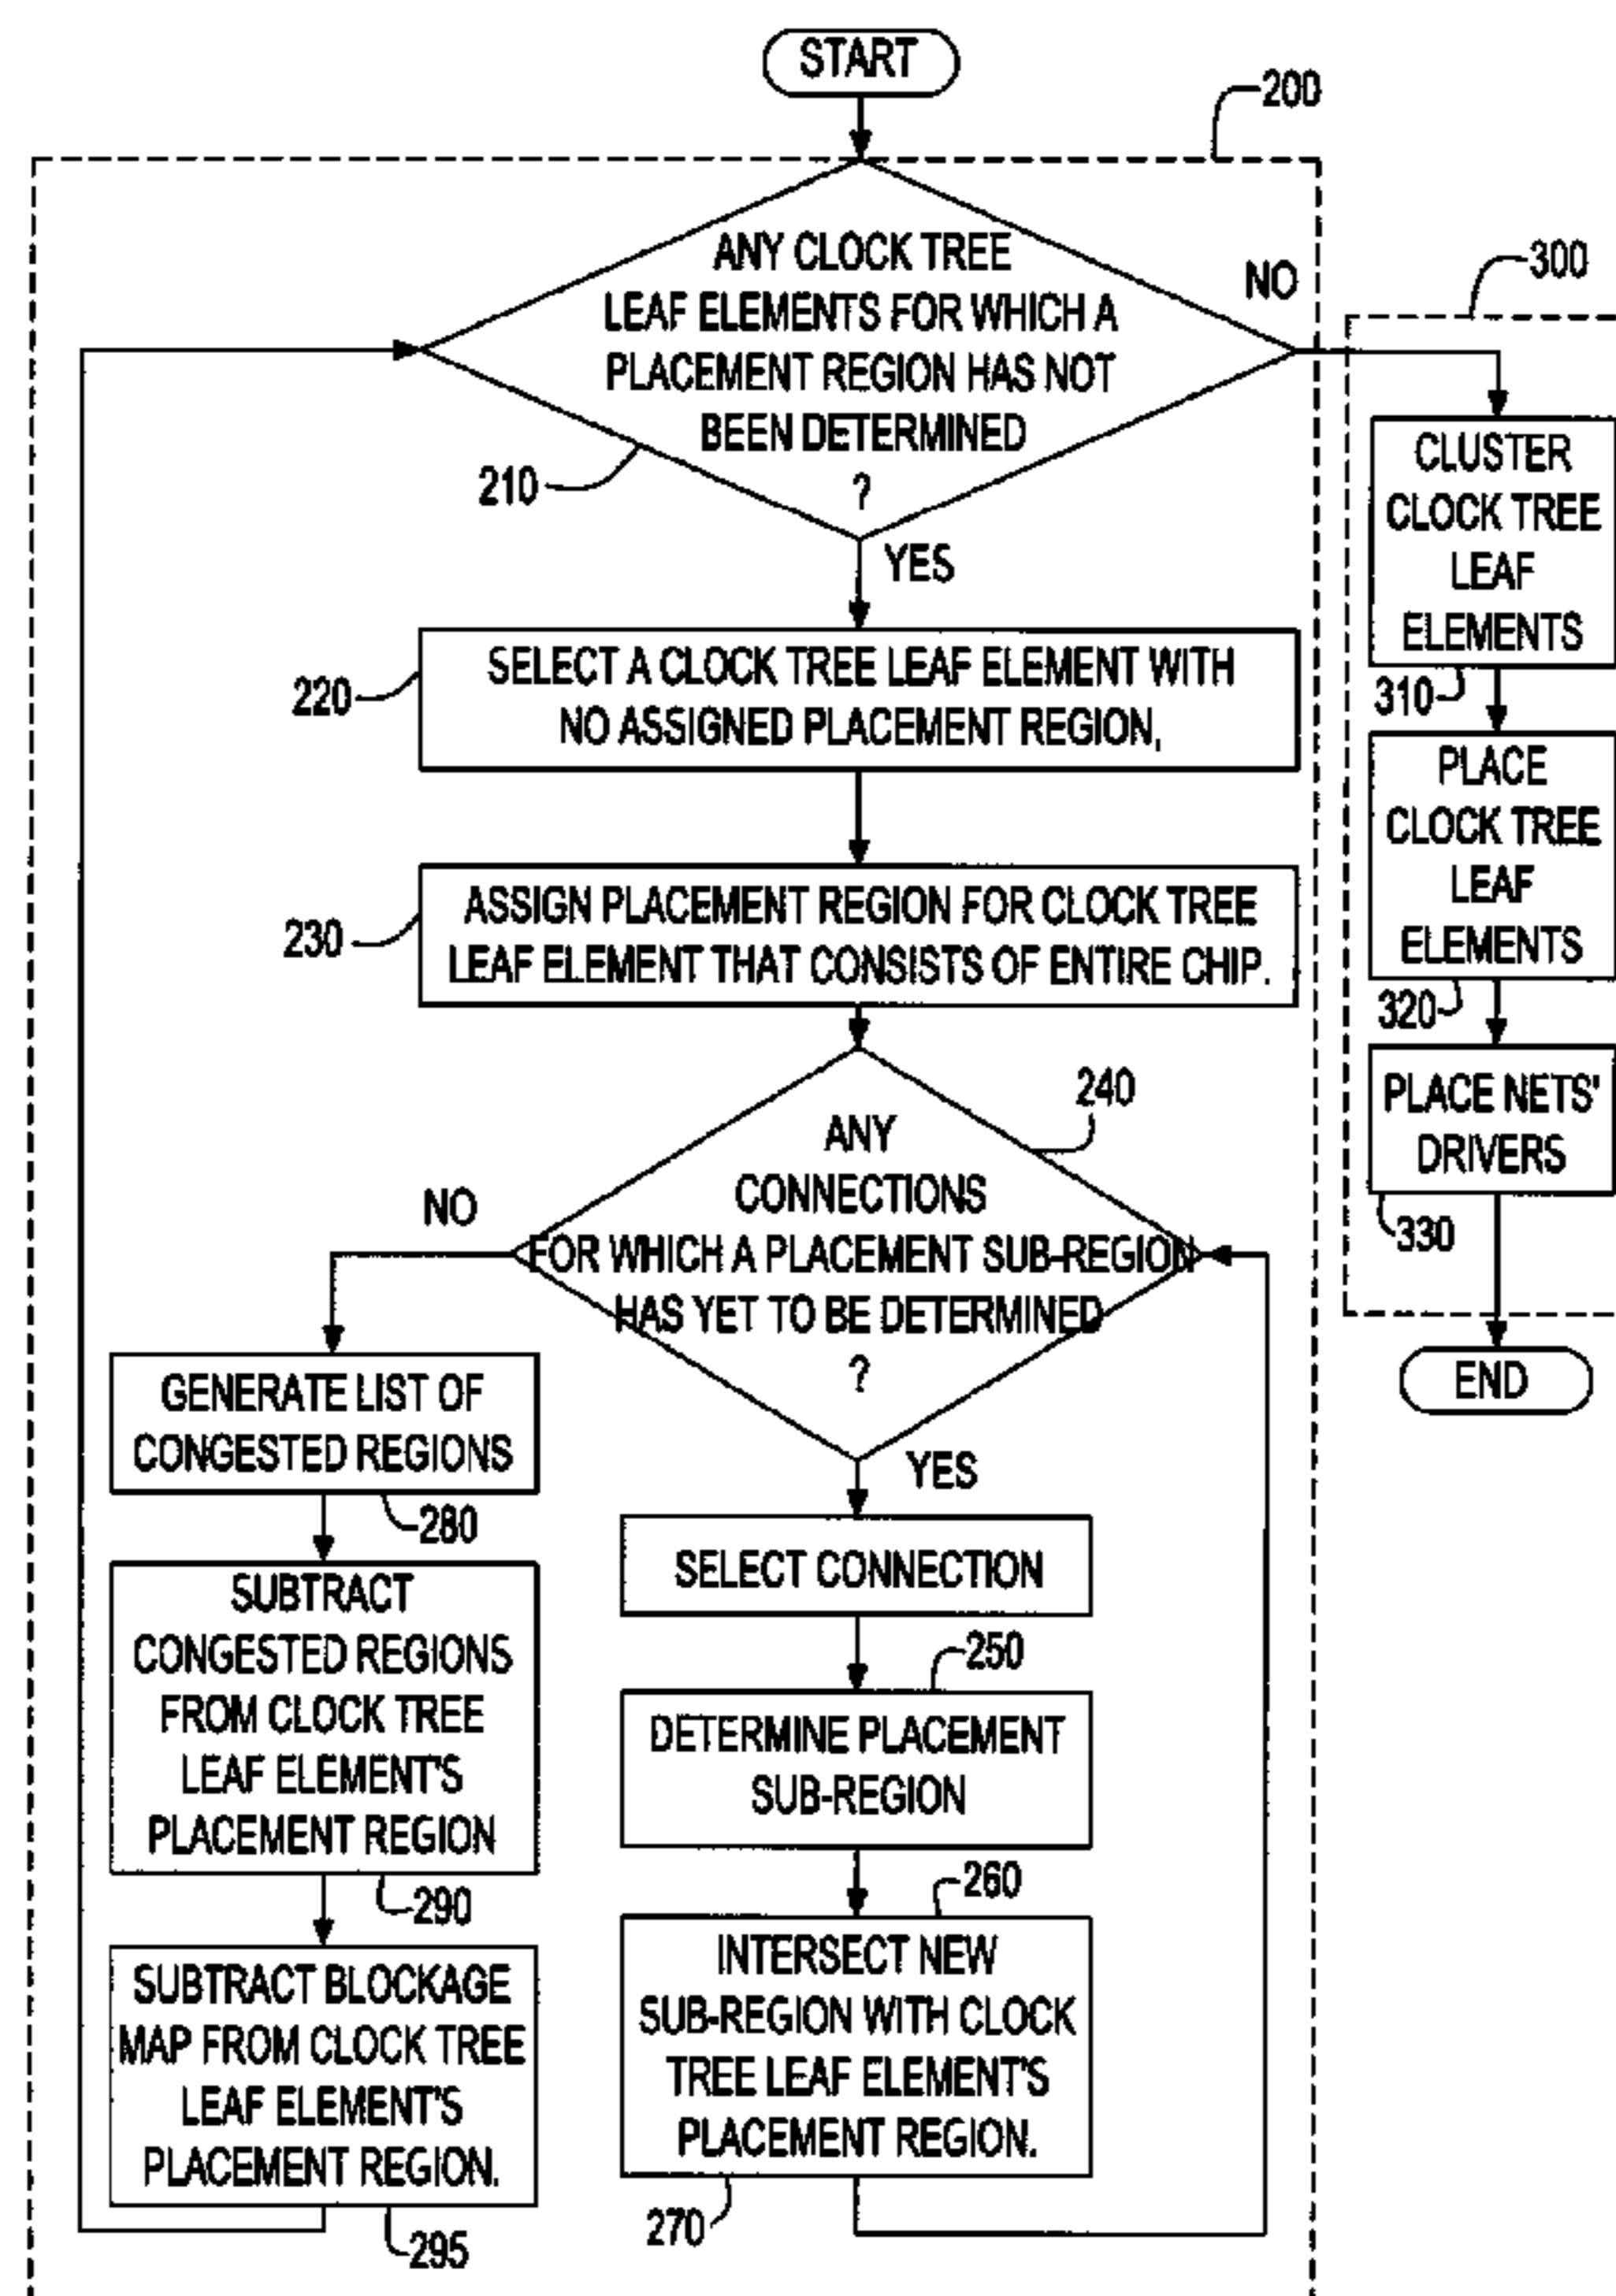 START
200
ANY CLOCK TREE
LEAF ELEMENTS FOR WHICH A
PLACEMENT REGION HAS NOT
BEEN DETERMINED
?
NO
210
YES
300
CLUSTER
CLOCK TREE
LEAF
ELEMENTS
310
PLACE
CLOCK TREE
LEAF
ELEMENTS
320
PLACE NETS'
DRIVERS
330
END
SELECT A CLOCK TREE LEAF ELEMENT WITH
NO ASSIGNED PLACEMENT REGION.
220
ASSIGN PLACEMENT REGION FOR CLOCK TREE
LEAF ELEMENT THAT CONSISTS OF ENTIRE CHIP.
230
240
ANY
CONNECTIONS
FOR WHICH A PLACEMENT SUB-REGION
HAS YET TO BE DETERMINED
?
NO
YES
GENERATE LIST OF
CONGESTED REGIONS
280
SUBTRACT
CONGESTED REGIONS
FROM CLOCK TREE
LEAF ELEMENT'S
PLACEMENT REGION
290
SUBTRACT BLOCKAGE
MAP FROM CLOCK TREE
LEAF ELEMENT'S
PLACEMENT REGION.
295
SELECT CONNECTION
250
DETERMINE PLACEMENT
SUB-REGION
260
INTERSECT NEW
SUB-REGION WITH CLOCK
TREE LEAF ELEMENT'S
PLACEMENT REGION.
270